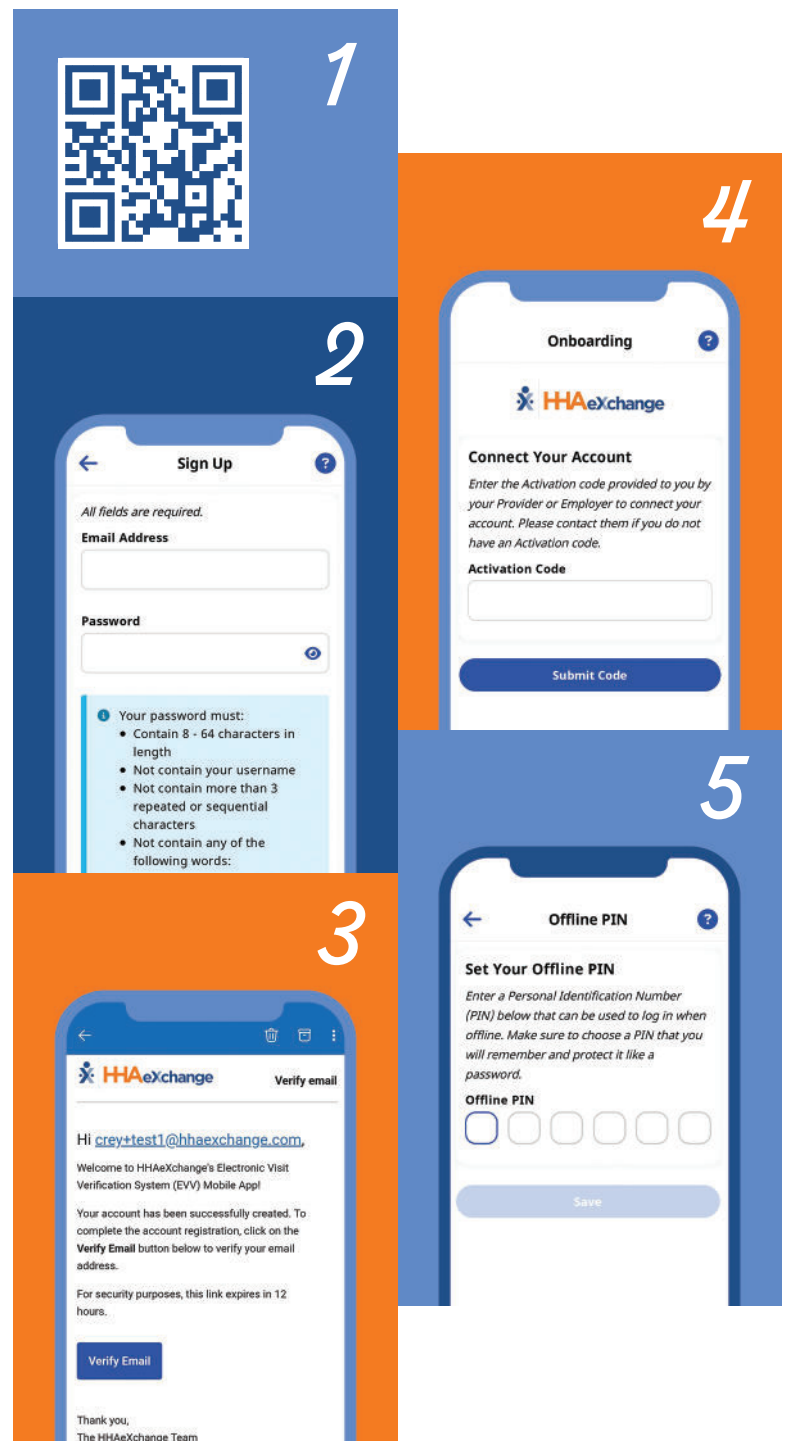 1
2
Sign Up
?
All fields are required.
Email Address
Password
i
Your password must:
• Contain 8 - 64 characters in
length
• Not contain your username
• Not contain more than 3
repeated or sequential
characters
• Not contain any of the
following words:
3
HHAeXchange
Verify email
Hi crey+test1@hhaexchange.com,
Welcome to HHAeXchange's Electronic Visit
Verification System (EVV) Mobile App!
Your account has been successfully created. To
complete the account registration, click on the
Verify Email button below to verify your email
address.
For security purposes, this link expires in 12
hours.
Verify Email
Thank you,
The HHAeXchange Team
4
Onboarding
?
HHAeXchange
Connect Your Account
Enter the Activation code provided to you by
your Provider or Employer to connect your
account. Please contact them if you do not
have an Activation code.
Activation Code
Submit Code
5
Offline PIN
?
Set Your Offline PIN
Enter a Personal Identification Number
(PIN) below that can be used to log in when
offline. Make sure to choose a PIN that you
will remember and protect it like a
password.
Offline PIN
Save